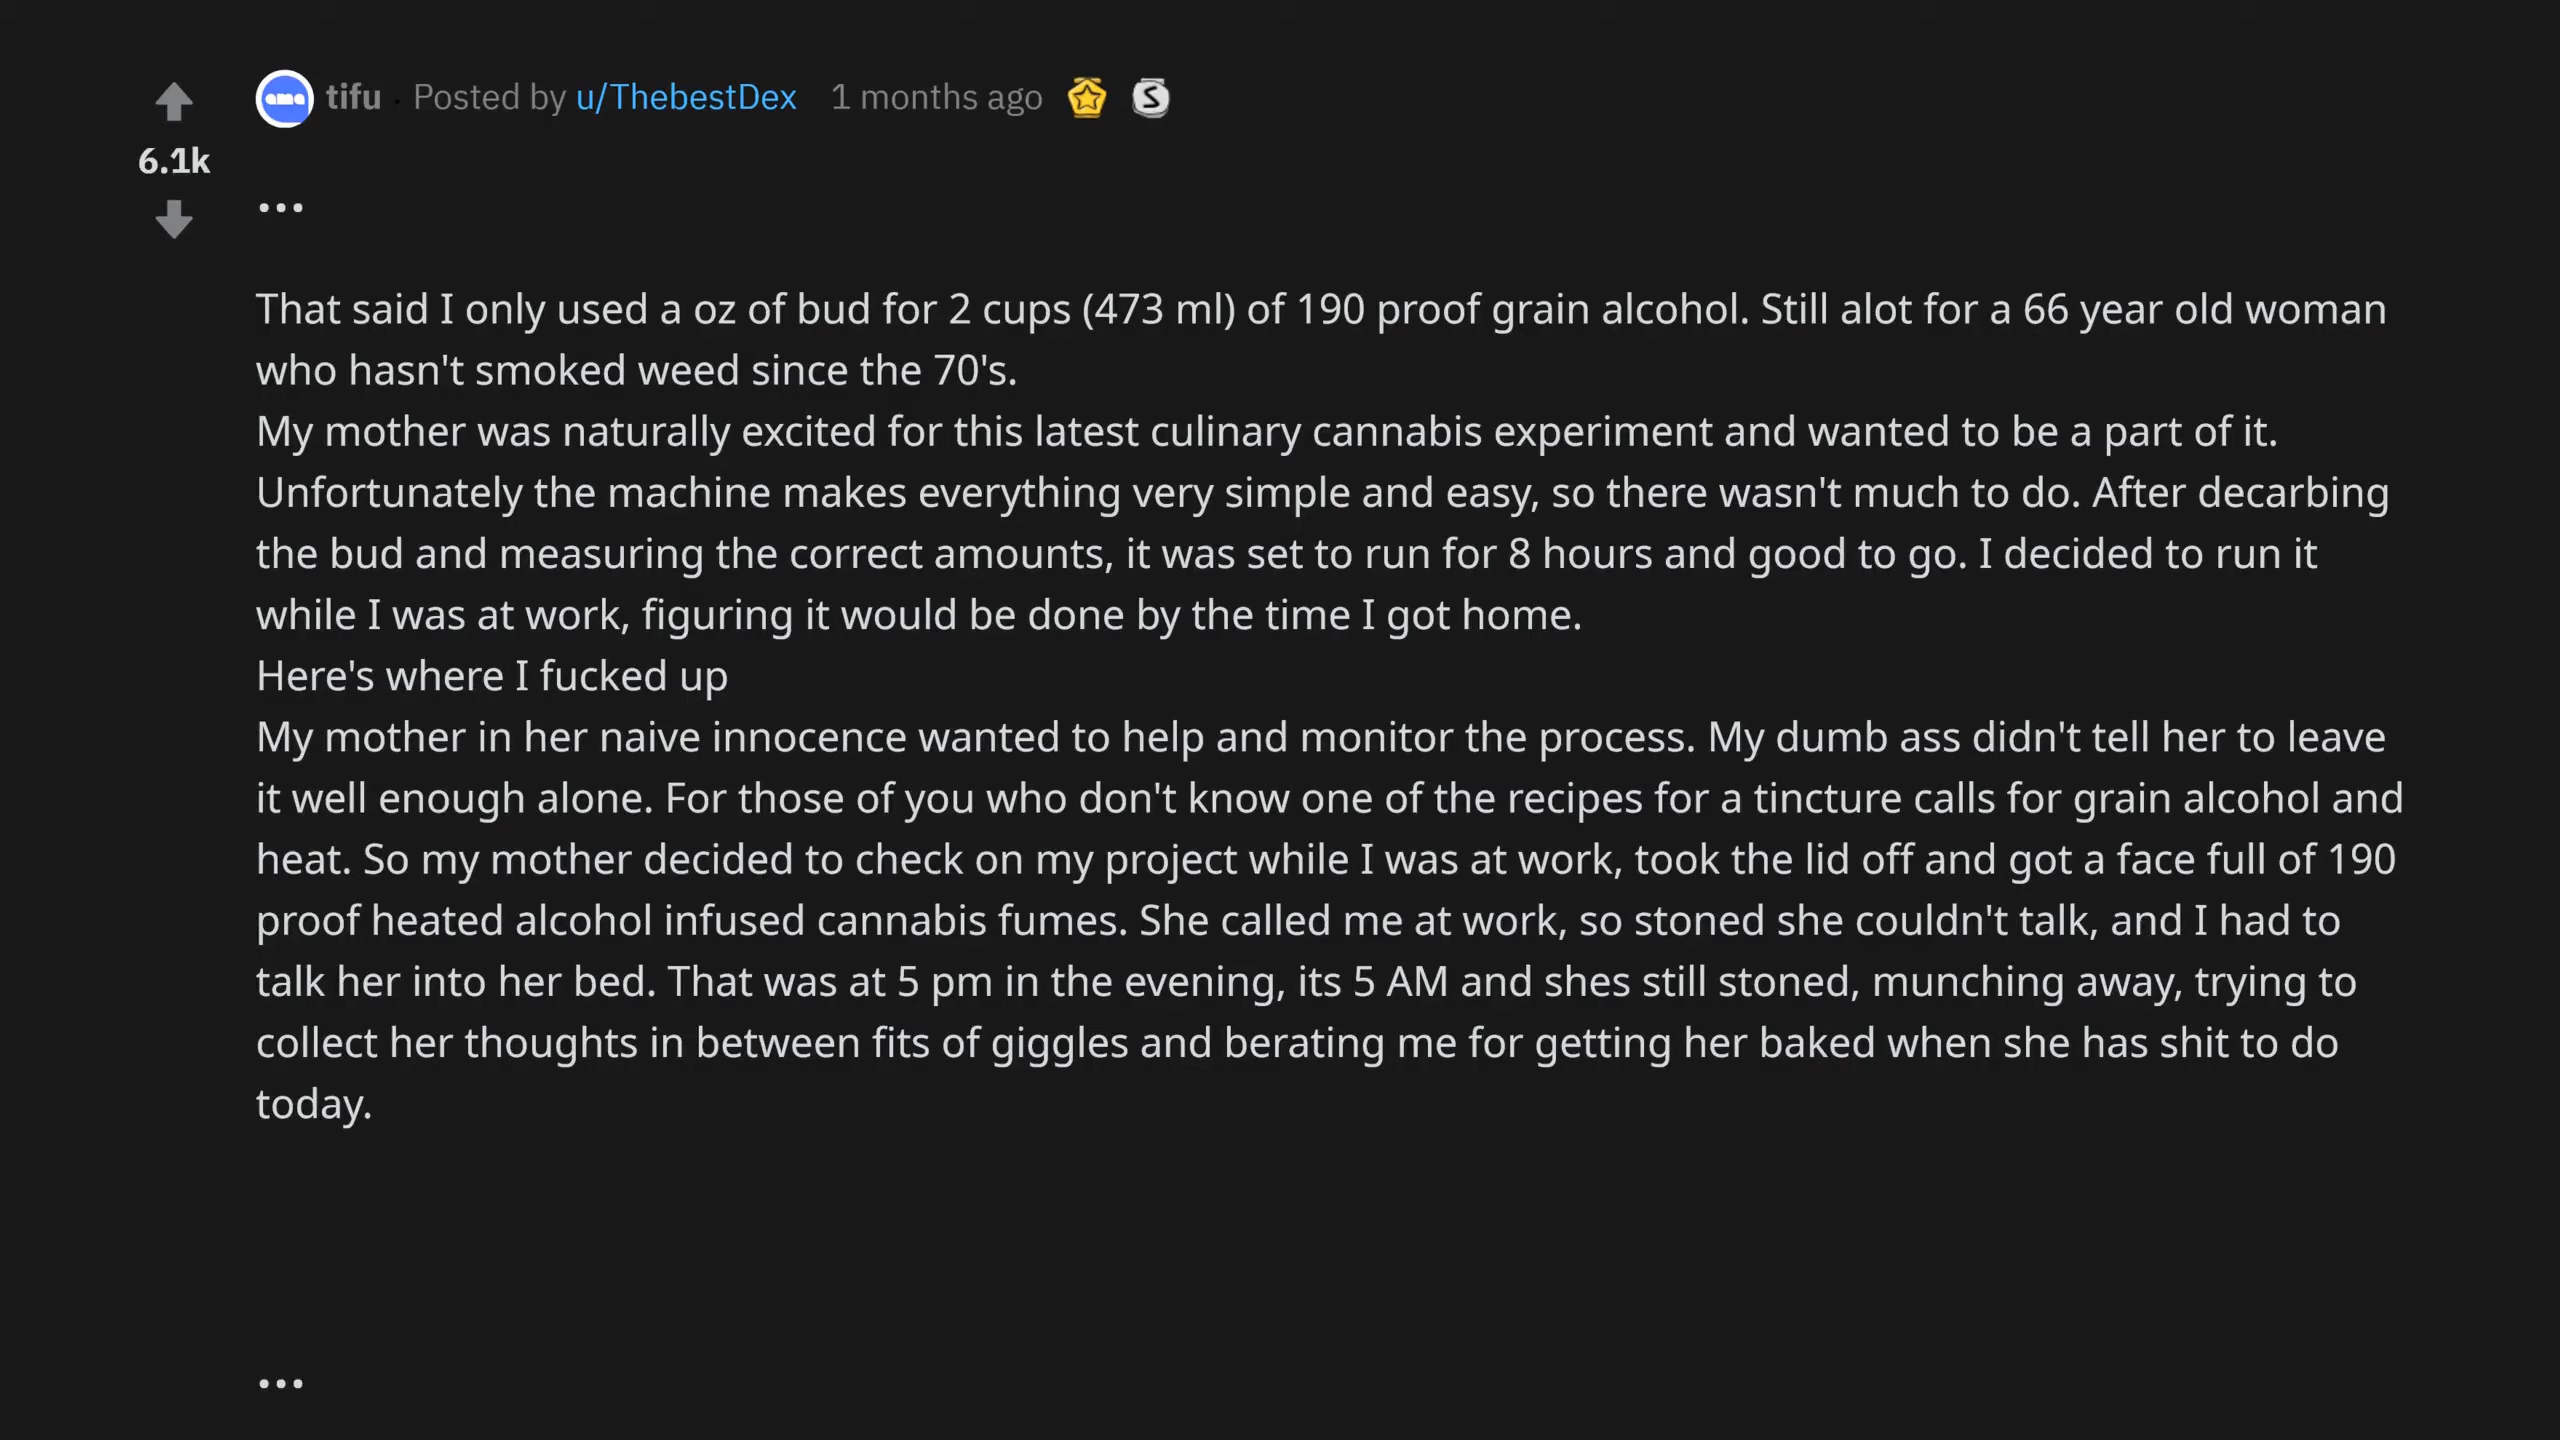 tifu · Posted by u/ThebestDex 1 months ago
6.1k
...
That said I only used a oz of bud for 2 cups (473 ml) of 190 proof grain alcohol. Still alot for a 66 year old woman
who hasn't smoked weed since the 70's.
My mother was naturally excited for this latest culinary cannabis experiment and wanted to be a part of it.
Unfortunately the machine makes everything very simple and easy, so there wasn't much to do. After decarbing
the bud and measuring the correct amounts, it was set to run for 8 hours and good to go. I decided to run it
while I was at work, figuring it would be done by the time I got home.
Here's where I fucked up
My mother in her naive innocence wanted to help and monitor the process. My dumb ass didn't tell her to leave
it well enough alone. For those of you who don't know one of the recipes for a tincture calls for grain alcohol and
heat. So my mother decided to check on my project while I was at work, took the lid off and got a face full of 190
proof heated alcohol infused cannabis fumes. She called me at work, so stoned she couldn't talk, and I had to
talk her into her bed. That was at 5 pm in the evening, its 5 AM and shes still stoned, munching away, trying to
collect her thoughts in between fits of giggles and berating me for getting her baked when she has shit to do
today.
...